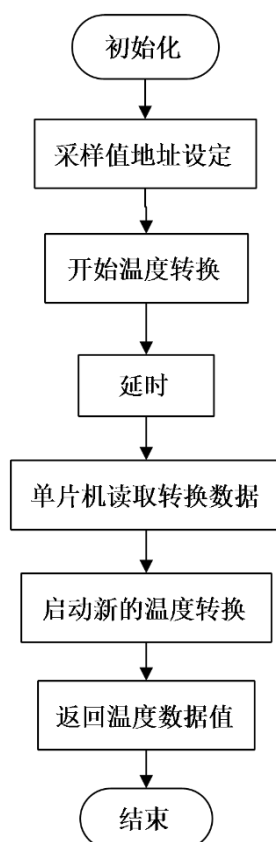 初始化
采样值地址设定
开始温度转换
延时
单片机读取转换数据
启动新的温度转换
返回温度数据值
结束